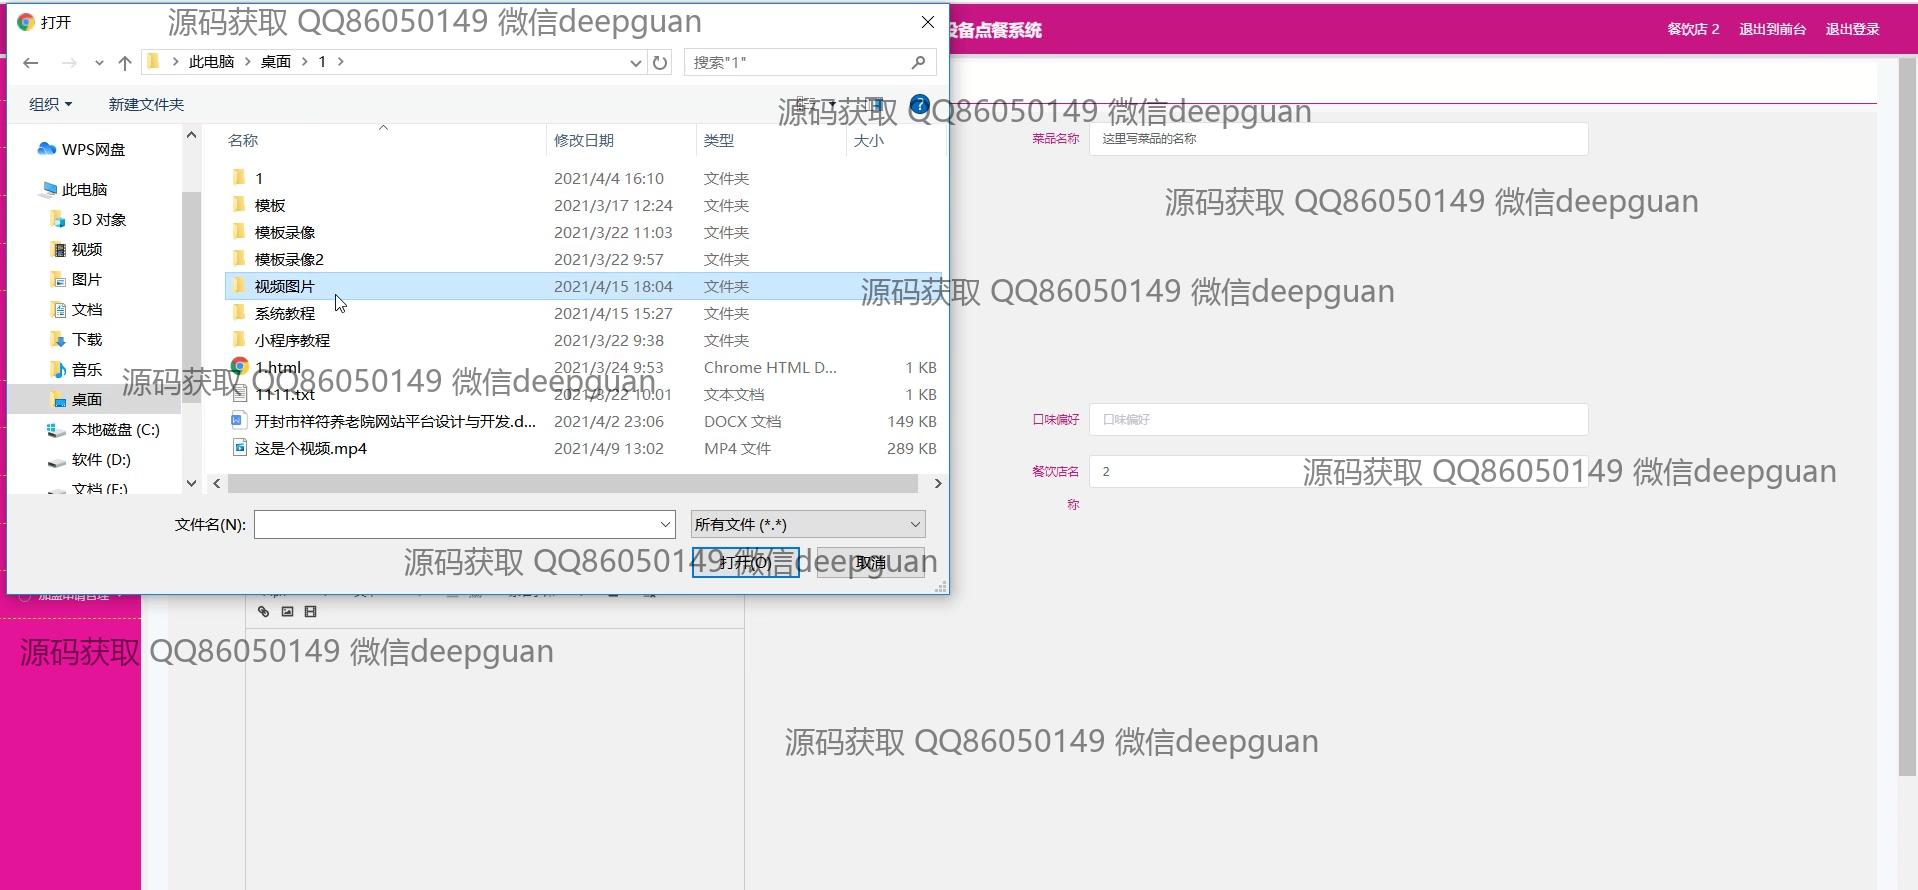 打开
源码获取 QQ86050149 微信deepguan
设备点餐系统
餐饮店 2 退出到前台 退出登录
此电脑 桌面 1
搜索"1"
组织 新建文件夹
源码获取 QQ86050149 微信deepguan
名称 修改日期 类型 大小
菜品名称 这里写菜品的名称
WPS网盘
此电脑
3D 对象
视频
图片
文档
下载
音乐
桌面
本地磁盘 (C:)
软件 (D:)
文档 (E:)
1 2021/4/4 16:10 文件夹
模板 2021/3/17 12:24 文件夹
模板录像 2021/3/22 11:03 文件夹
模板录像2 2021/3/22 9:57 文件夹
视频图片 2021/4/15 18:04 文件夹
系统教程 2021/4/15 15:27 文件夹
小程序教程 2021/3/22 9:38 文件夹
1.html 2021/3/24 9:53 Chrome HTML D... 1 KB
1111.txt 2021/3/22 10:01 文本文档 1 KB
开封市祥符养老院网站平台设计与开发.d... 2021/4/2 23:06 DOCX 文档 149 KB
这是个视频.mp4 2021/4/9 13:02 MP4 文件 289 KB
源码获取 QQ86050149 微信deepguan
源码获取 QQ86050149 微信deepguan
源码获取 QQ86050149 微信deepguan
口味偏好 口味偏好
餐饮店名称 2
源码获取 QQ86050149 微信deepguan
文件名(N): 所有文件 (*.*)
打开(O) 取消
源码获取 QQ86050149 微信deepguan
加盟申请管理
源码获取 QQ86050149 微信deepguan
源码获取 QQ86050149 微信deepguan